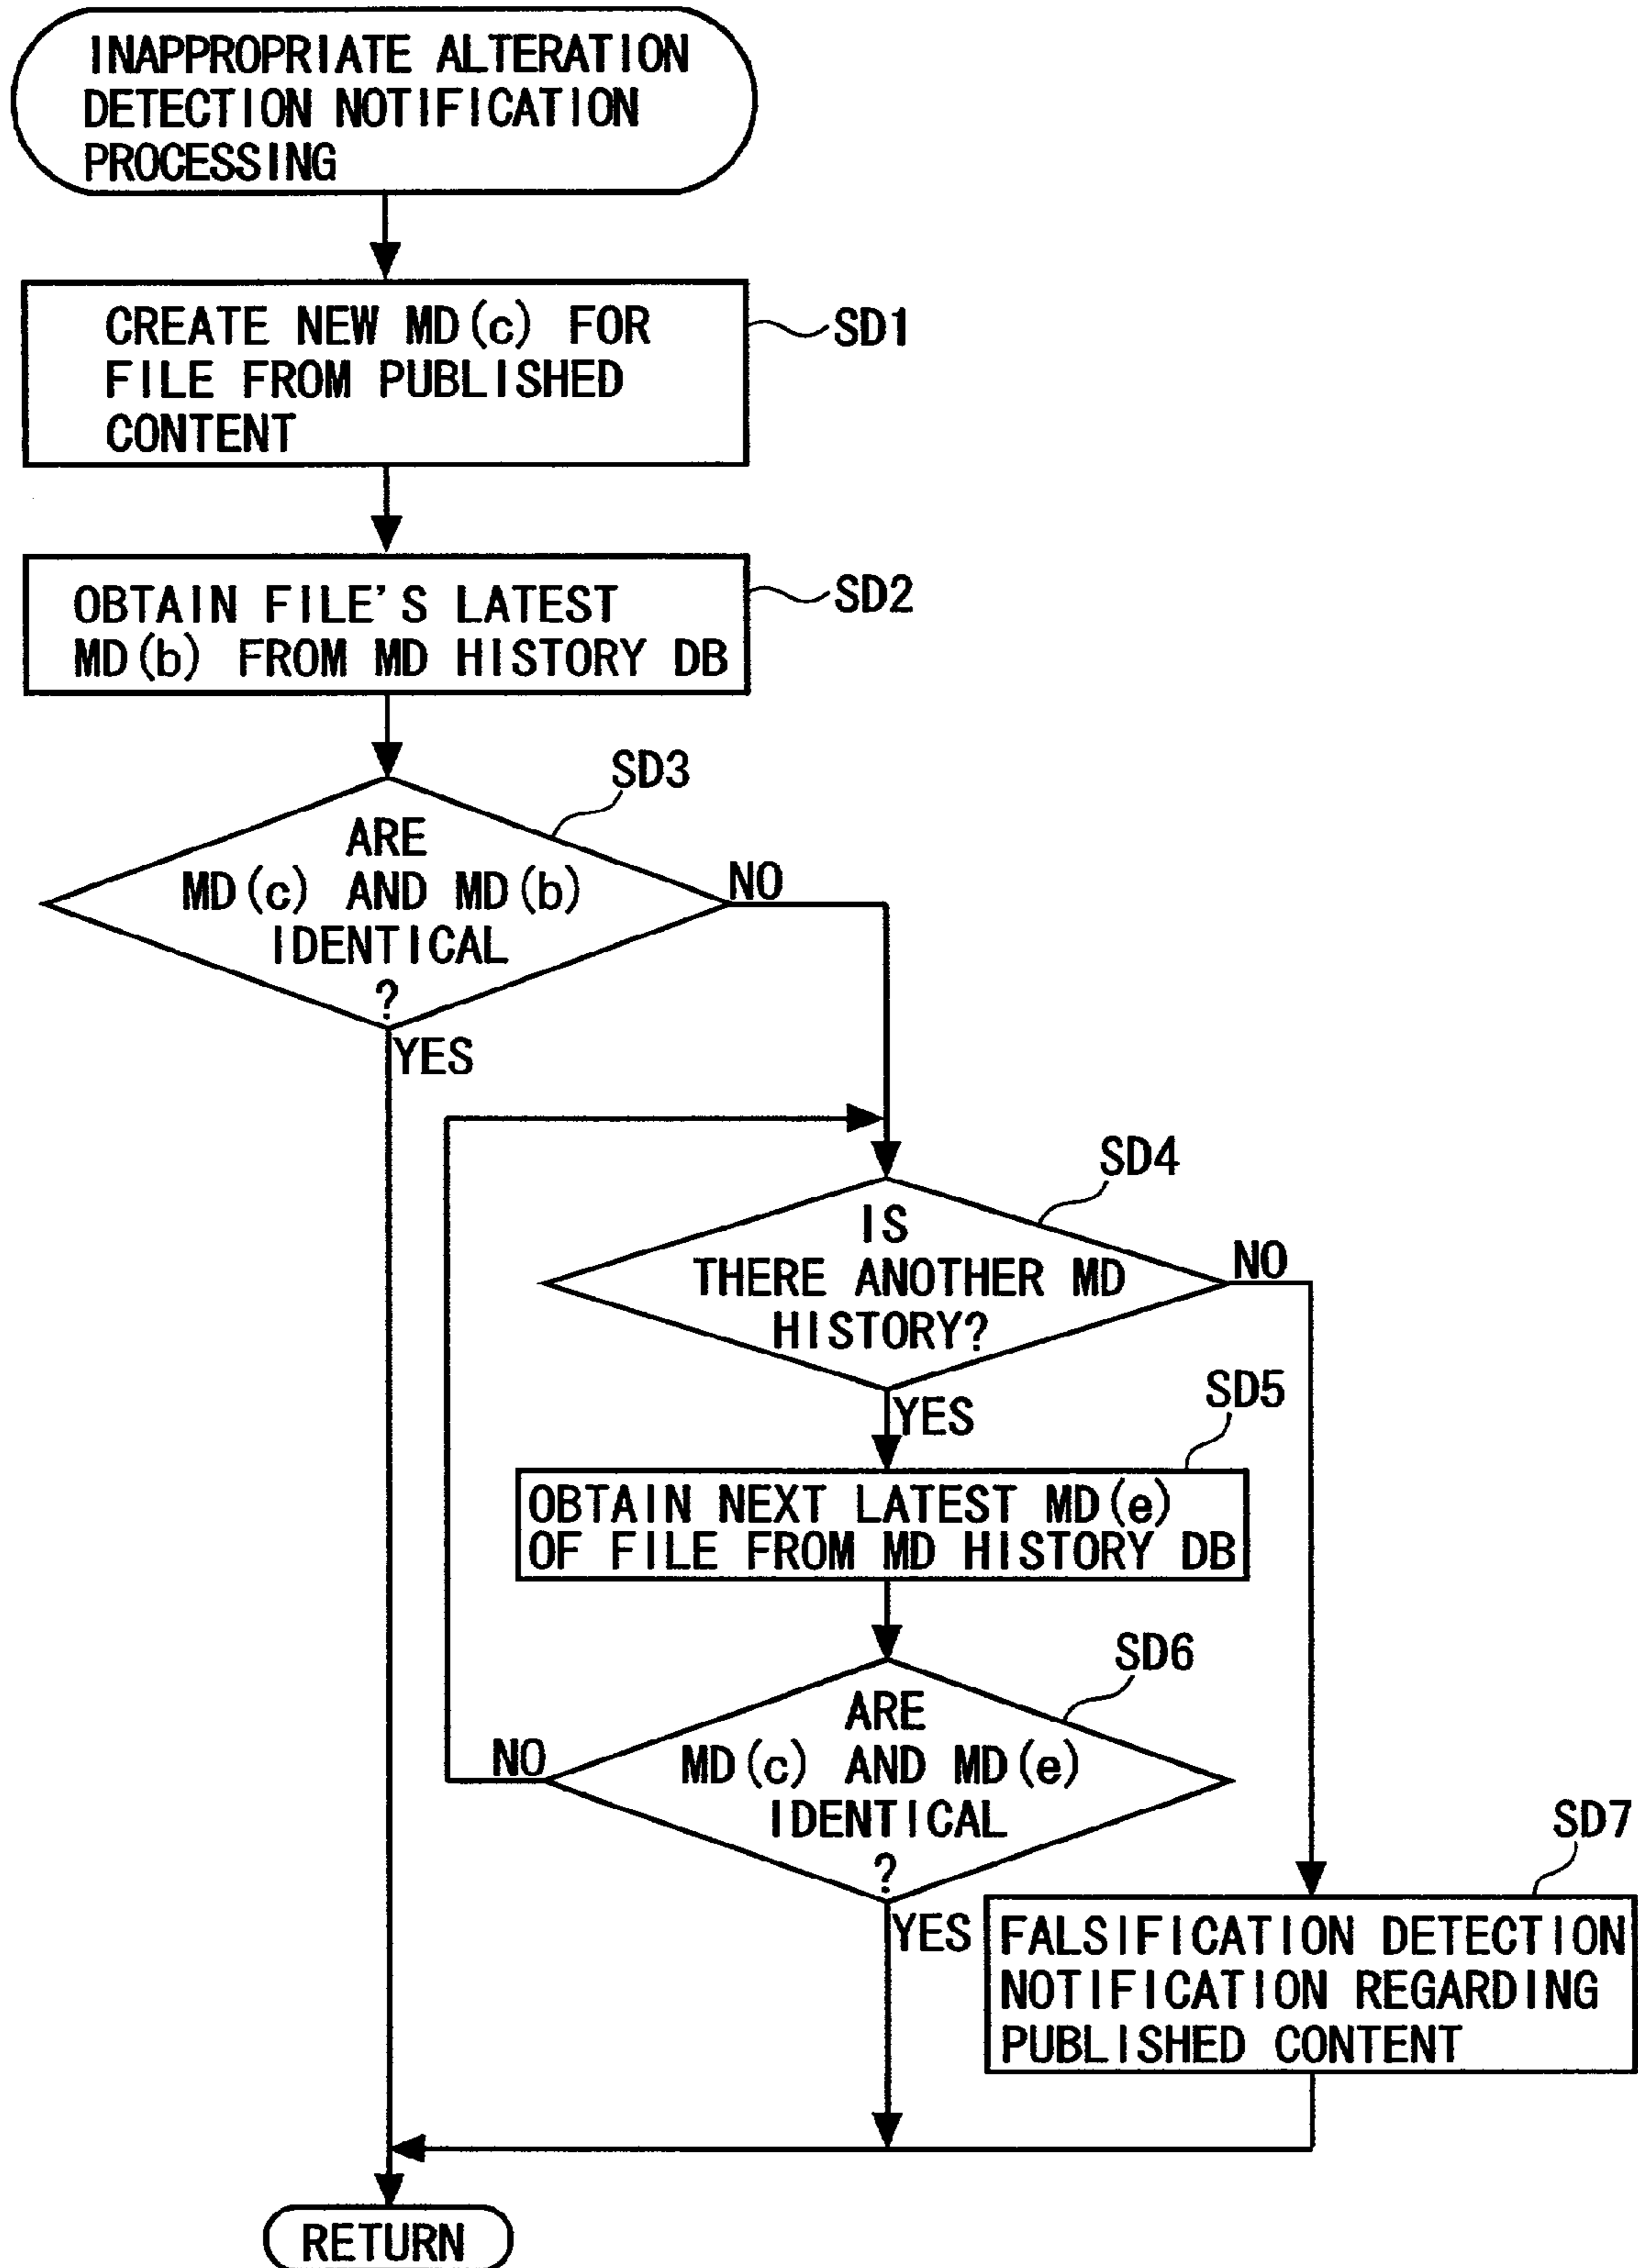 INAPPROPRIATE ALTERATION
DETECTION NOTIFICATION
PROCESSING
CREATE NEW MD(c) FOR
FILE FROM PUBLISHED
CONTENT
SD1
OBTAIN FILE'S LATEST
MD(b) FROM MD HISTORY DB
SD2
SD3
ARE
MD(c) AND MD(b)
IDENTICAL
?
NO
YES
SD4
IS
THERE ANOTHER MD
HISTORY?
NO
YES
SD5
OBTAIN NEXT LATEST MD(e)
OF FILE FROM MD HISTORY DB
SD6
ARE
MD(c) AND MD(e)
IDENTICAL
?
NO
YES
SD7
FALSIFICATION DETECTION
NOTIFICATION REGARDING
PUBLISHED CONTENT
RETURN